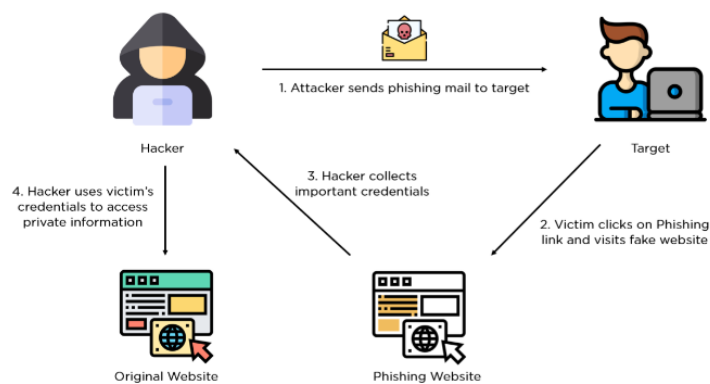 1. Attacker sends phishing mail to target
Hacker
Target
3. Hacker collects
important credentials
4. Hacker uses victim's
credentials to access
private information
2. Victim clicks on Phishing
link and visits fake website
Original Website
Phishing Website